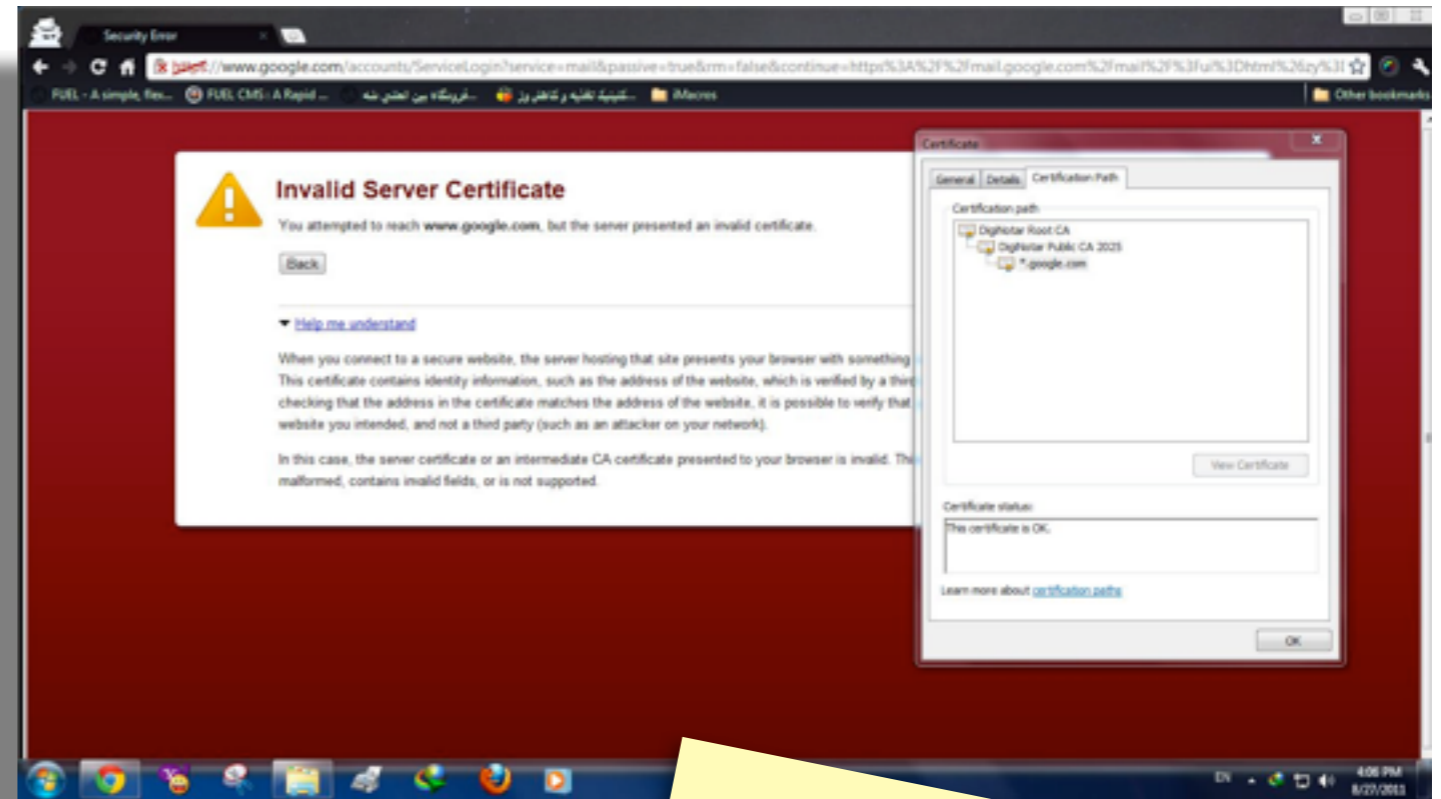 Security Error
https://www.google.com/accounts/ServiceLogin?service=mail&passive=true&rm=false&continue=https%3A%2F%2Fmail.google.com%2Fmail%2F%3Fui%3Dhtml%26zy%3l
FUEL - A simple, flex... FUEL CMS : A Rapid ... iMacros Other bookmarks
Invalid Server Certificate
You attempted to reach www.google.com, but the server presented an invalid certificate.
Back
Help me understand
When you connect to a secure website, the server hosting that site presents your browser with something
This certificate contains identity information, such as the address of the website, which is verified by a third
checking that the address in the certificate matches the address of the website, it is possible to verify that
website you intended, and not a third party (such as an attacker on your network).
In this case, the server certificate or an intermediate CA certificate presented to your browser is invalid. This
malformed, contains invalid fields, or is not supported.
Certificate
General Details Certification Path
Certification path
DigiNotar Root CA
DigiNotar Public CA 2025
*.google.com
View Certificate
Certificate status:
This certificate is OK.
Learn more about certification paths
OK
EN 4:06 PM
8/27/2011